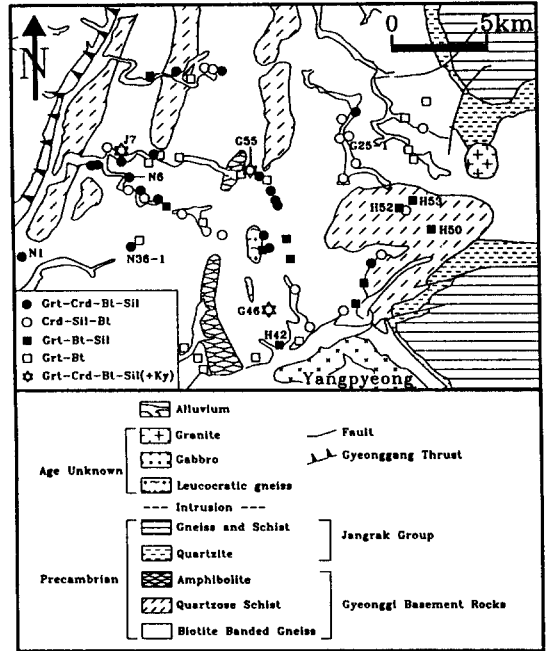 N
0 5km
J7
G55
G25-1
N6
H53
H52
H50
N1
N36-1
G46
H42
Yangpyeong
Grt-Crd-Bt-Sil
Crd-Sil-Bt
Grt-Bt-Sil
Grt-Bt
Grt-Crd-Bt-Sil(+Ky)
Alluvium
Age Unknown
Granite
Gabbro
Leucocratic gneiss
Fault
Gyeonggang Thrust
Intrusion
Precambrian
Gneiss and Schist
Quartzite
Jangrak Group
Amphibolite
Quartzose Schist
Biotite Banded Gneiss
Gyeonggi Basement Rocks